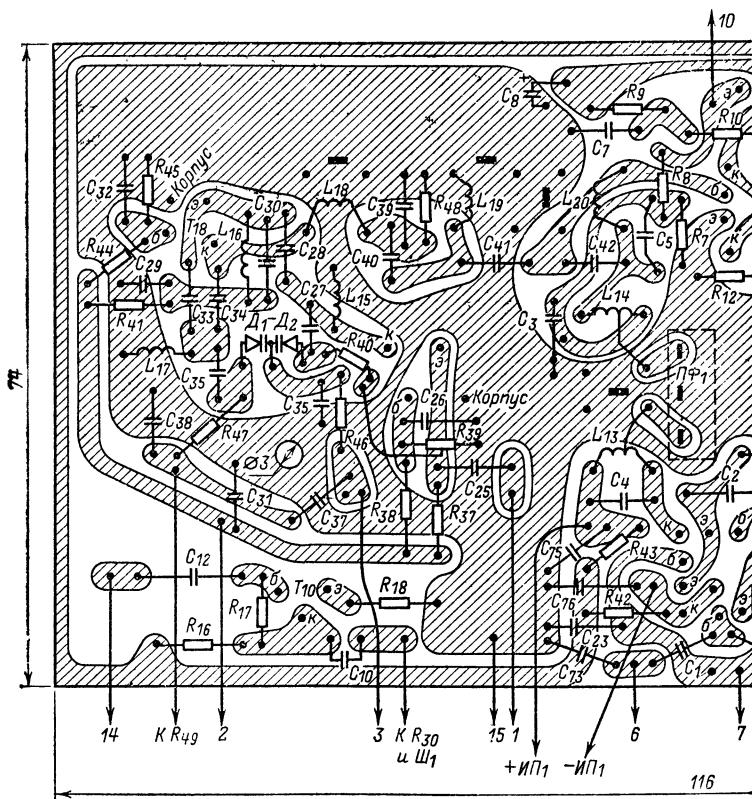 10
C8
+
R9
C7
R10
э
C32
R45
Корпус
э
C30
L18
C39
R48
L19
L20
R8
к
б
R44
б
T18
к
L16
C28
C40
C41
C42
C5
R7
э
к
C29
R41
C33
C34
C27
L15
C3
L14
R12
Д1
Д2
R40
к
э
74
L17
C35
C35
б
C26
Корпус
ПФ1
C38
R47
R46
R39
L13
⌀3
C31
C37
R38
C25
R37
C4
C2
к
э
б
C12
б
T10
э
R18
C75
R43
б
C76
R42
э
к
э
R17
к
C23
б
R16
C10
C73
C1
14
К R49
2
3
К R30
и Ш1
15
1
+ИП1
−ИП1
6
7
116